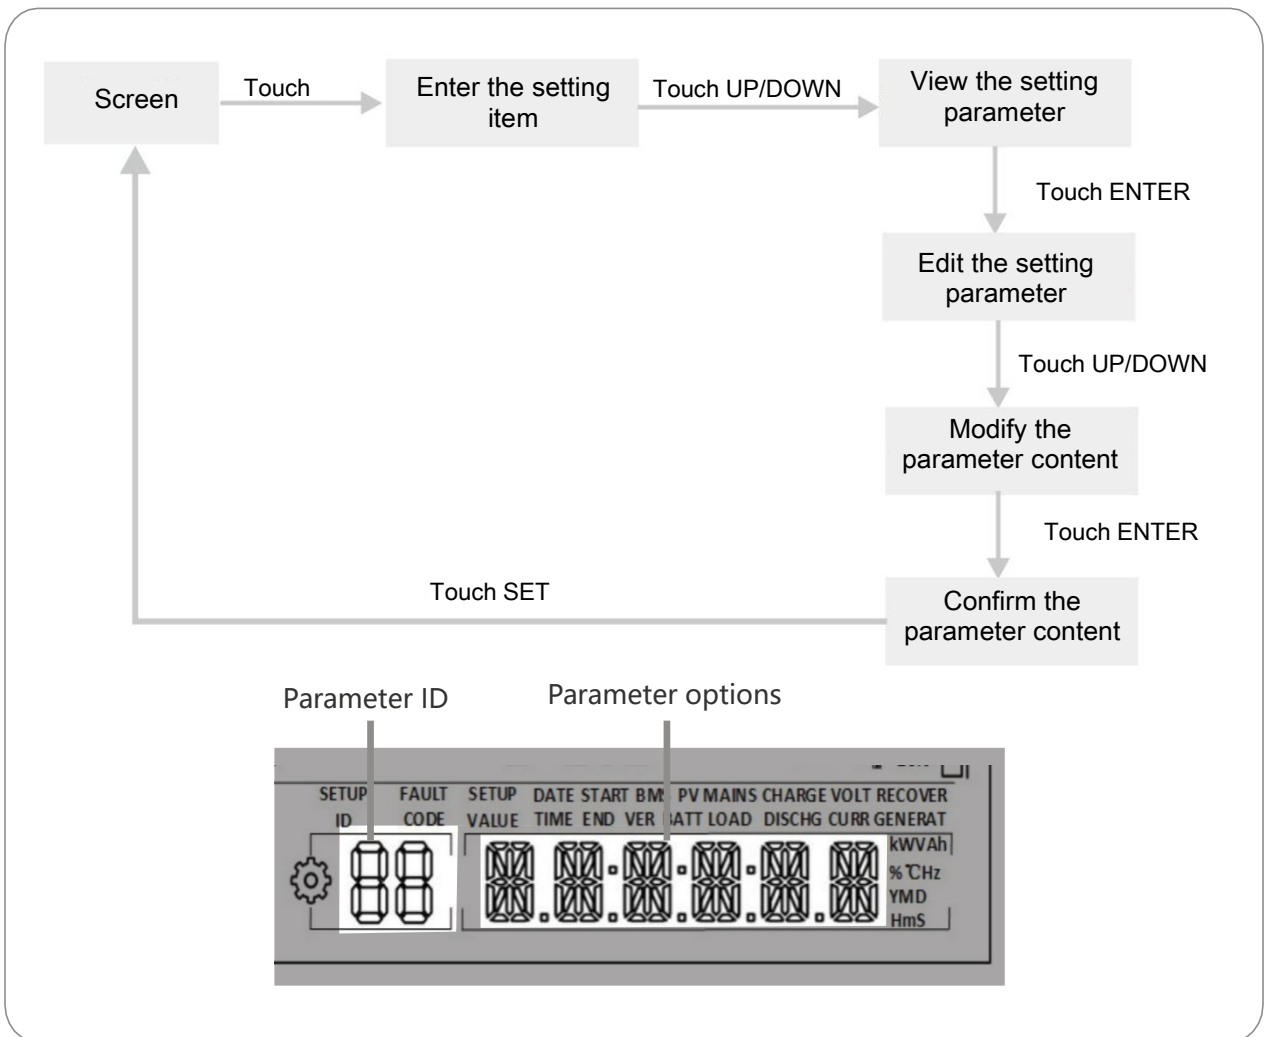 Screen
Touch
Enter the setting
item
Touch UP/DOWN
View the setting
parameter
Touch ENTER
Edit the setting
parameter
Touch UP/DOWN
Modify the
parameter content
Touch ENTER
Confirm the
parameter content
Touch SET
Parameter ID
Parameter options
SETUP FAULT SETUP DATE START BMS PV MAINS CHARGE VOLT RECOVER
ID CODE VALUE TIME END VER BATT LOAD DISCHG CURR GENERAT
kWVAh
% ℃Hz
YMD
HmS